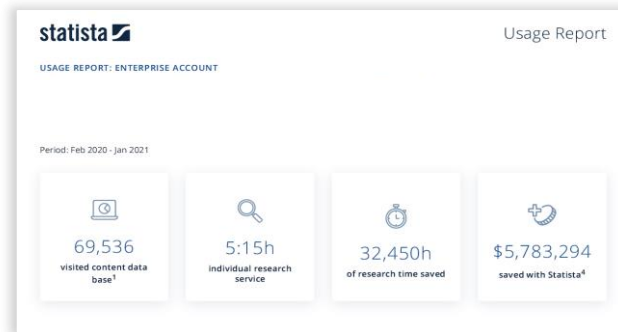 statista
Usage Report
USAGE REPORT: ENTERPRISE ACCOUNT
Period: Feb 2020 - Jan 2021
69,536
visited content data
base¹
5:15h
individual research
service
32,450h
of research time saved
$5,783,294
saved with Statista⁴